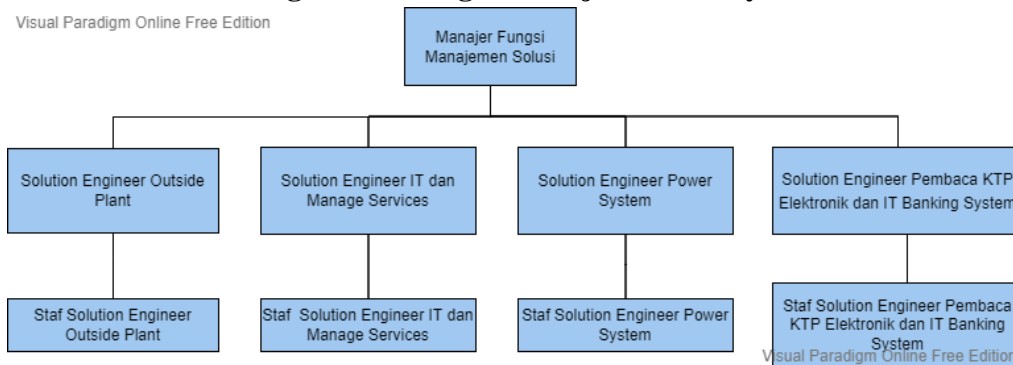 Visual Paradigm Online Free Edition
Manajer Fungsi
Manajemen Solusi
Solution Engineer Outside
Plant
Solution Engineer IT dan
Manage Services
Solution Engineer Power
System
Solution Engineer Pembaca KTP
Elektronik dan IT Banking System
Staf Solution Engineer
Outside Plant
Staf Solution Engineer IT dan
Manage Services
Staf Solution Engineer Power
System
Staf Solution Engineer Pembaca
KTP Elektronik dan IT Banking
System
Visual Paradigm Online Free Edition